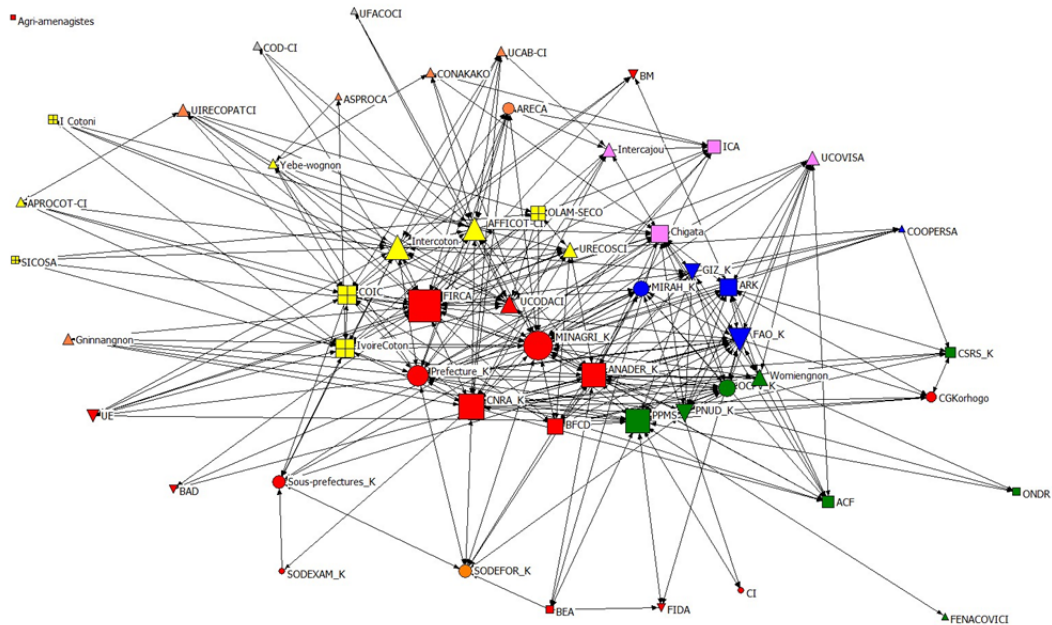 UFACOCI
Agri-amenagistes
COD-CI
UCAB-CI
CONAKAKO
BM
ASPROCA
ARECA
UIRECOPATCI
I_Cotoni
Intercajou
ICA
UCOVISA
Yebe-wognon
APROCOT-CI
OLAM-SECO
AFFICOT-CI
COOPERSA
Chigata
Intercoton
URECOSCI
SICOSA
GIZ_K
MIRAH_K
ARK
COIC
FIRCA
UCODACI
FAO_K
MINAGRI_K
Gninnangnon
IvoireCoton
CSRS_K
Prefecture_K
ANADER_K
Womiengnon
CGKorhogo
CNRA_K
UE
PPMS
PNUD_K
BFCD
Sous-prefectures_K
BAD
ONDR
ACF
SODEXAM_K
SODEFOR_K
CI
BEA
FIDA
FENACOVICI